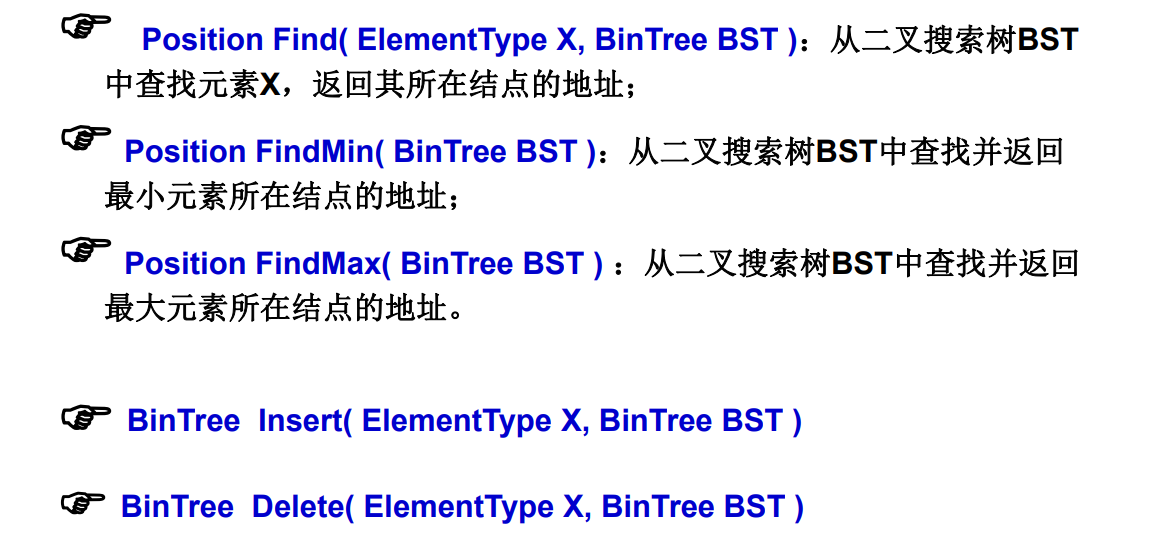 Position Find( ElementType X, BinTree BST )：从二叉搜索树BST
中查找元素X，返回其所在结点的地址；
Position FindMin( BinTree BST )：从二叉搜索树BST中查找并返回
最小元素所在结点的地址；
Position FindMax( BinTree BST ) ：从二叉搜索树BST中查找并返回
最大元素所在结点的地址。
BinTree Insert( ElementType X, BinTree BST )
BinTree Delete( ElementType X, BinTree BST )